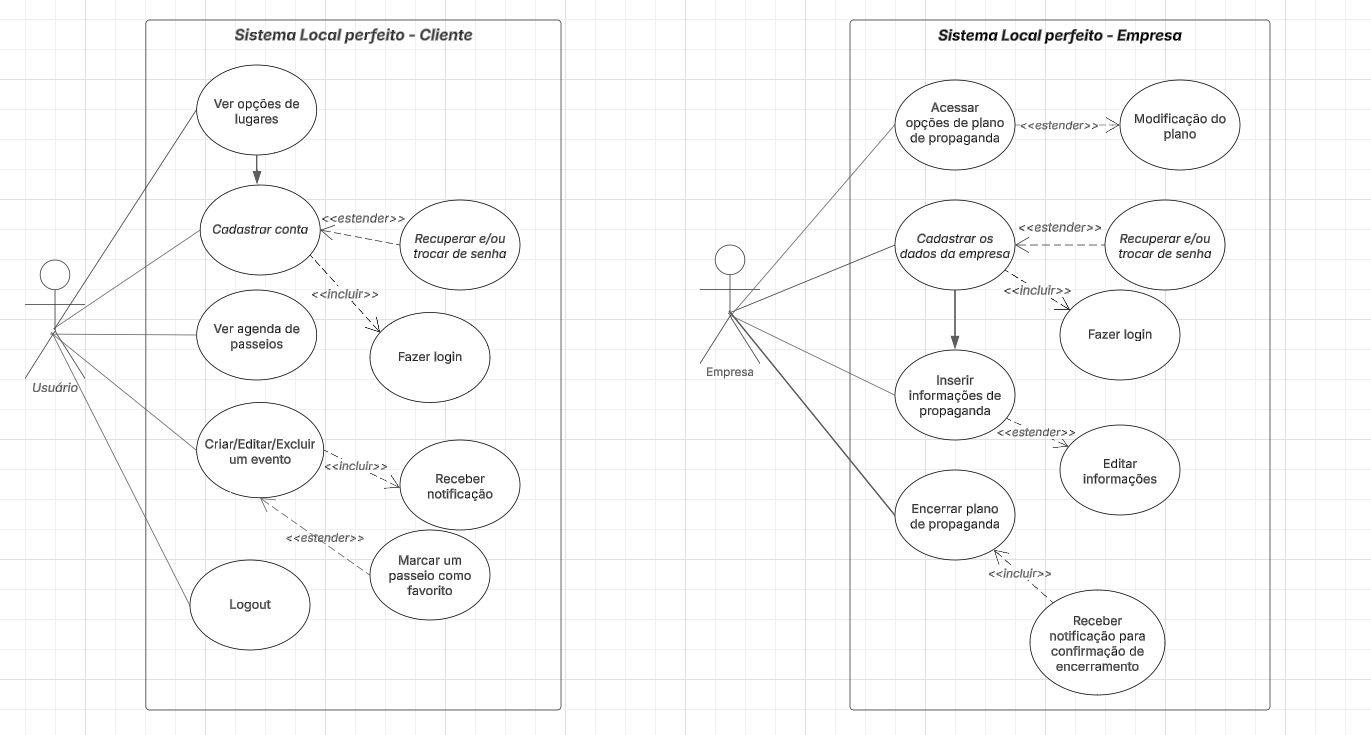 Sistema Local perfeito - Cliente
Ver opções de
lugares
Cadastrar conta
<<estender>>
Recuperar e/ou
trocar de senha
<<incluir>>
Fazer login
Ver agenda de
passeios
Usuário
Criar/Editar/Excluir
um evento
<<incluir>>
Receber
notificação
<<estender>>
Marcar um
passeio como
favorito
Logout
Sistema Local perfeito - Empresa
Acessar
opções de plano
de propaganda
<<estender>>
Modificação do
plano
Cadastrar os
dados da empresa
<<estender>>
Recuperar e/ou
trocar de senha
<<incluir>>
Fazer login
Empresa
Inserir
informações de
propaganda
<<estender>>
Editar
informações
Encerrar plano
de propaganda
<<incluir>>
Receber
notificação para
confirmação de
encerramento